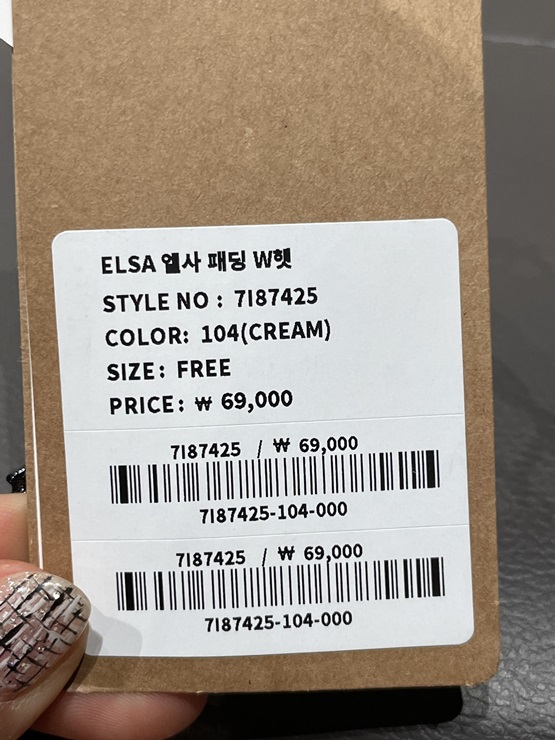 ELSA 엘사 패딩 W햇
STYLE NO : 7I87425
COLOR: 104(CREAM)
SIZE: FREE
PRICE: ₩ 69,000
7I87425 / ₩ 69,000
7I87425-104-000
7I87425 / ₩ 69,000
7I87425-104-000